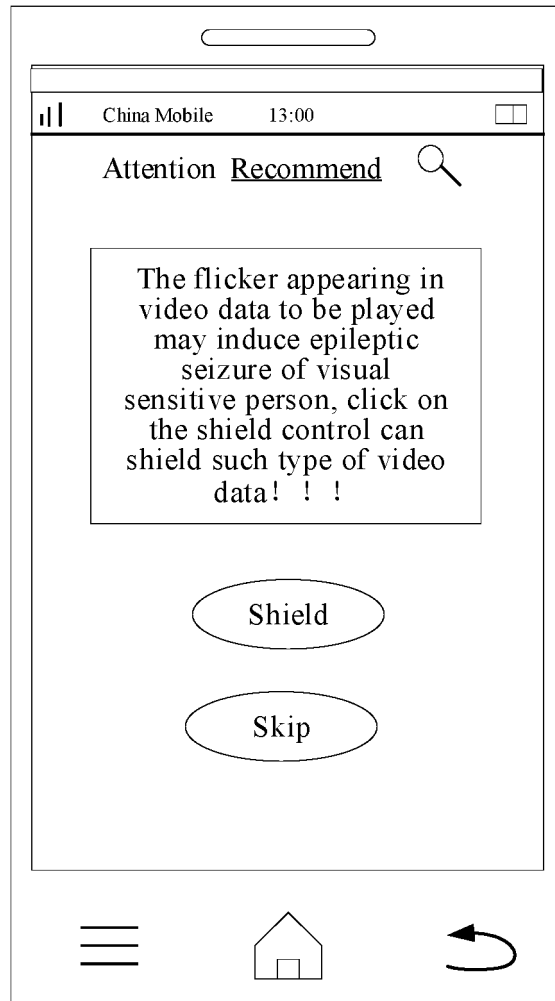 China Mobile 13:00
Attention Recommend
The flicker appearing in
video data to be played
may induce epileptic
seizure of visual
sensitive person, click on
the shield control can
shield such type of video
data！！！
Shield
Skip